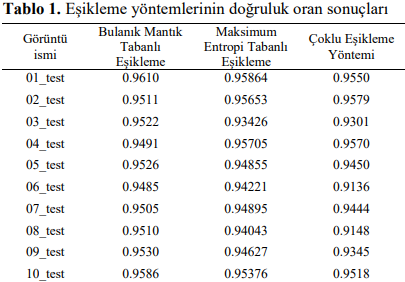 Tablo 1. Eşikleme yöntemlerinin doğruluk oran sonuçları
Görüntü ismi | Bulanık Mantık Tabanlı Eşikleme | Maksimum Entropi Tabanlı Eşikleme | Çoklu Eşikleme Yöntemi
01_test 0.9610 0.95864 0.9550
02_test 0.9511 0.95653 0.9579
03_test 0.9522 0.93426 0.9301
04_test 0.9491 0.95705 0.9570
05_test 0.9526 0.94855 0.9450
06_test 0.9485 0.94221 0.9136
07_test 0.9505 0.94895 0.9444
08_test 0.9510 0.94043 0.9148
09_test 0.9530 0.94627 0.9345
10_test 0.9586 0.95376 0.9518